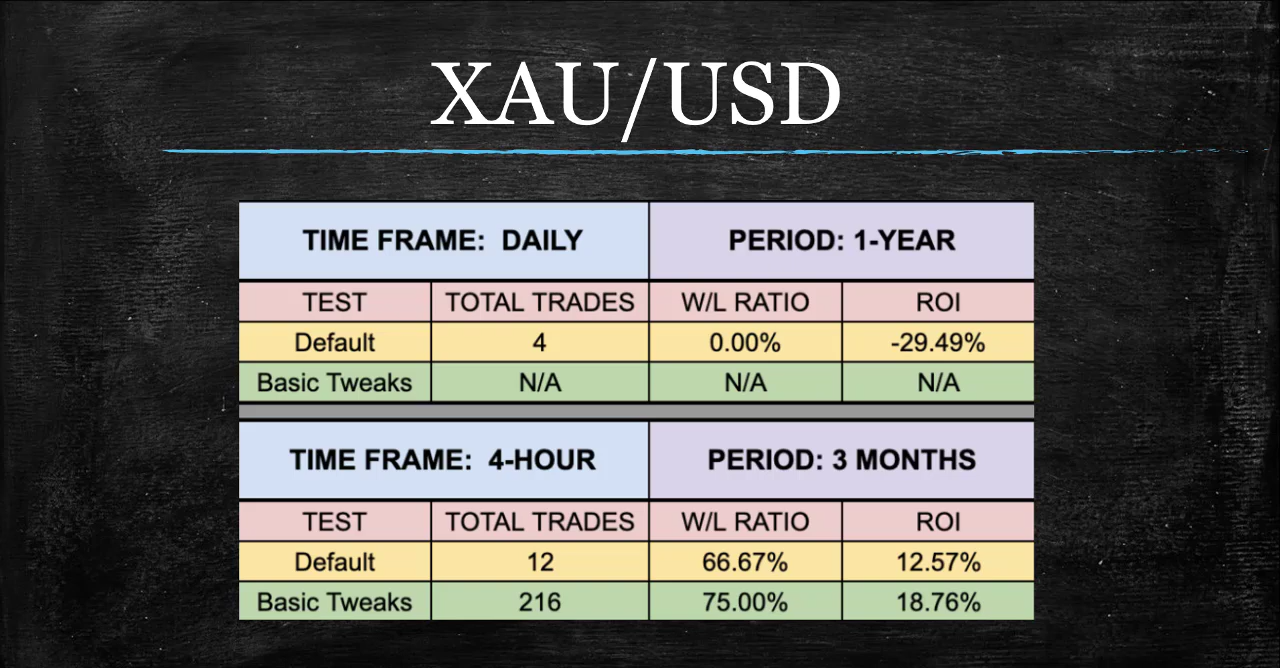 XAU/USD
TIME FRAME: DAILY PERIOD: 1-YEAR
TEST TOTAL TRADES W/L RATIO ROI
Default 4 0.00% -29.49%
Basic Tweaks N/A N/A N/A
TIME FRAME: 4-HOUR PERIOD: 3 MONTHS
TEST TOTAL TRADES W/L RATIO ROI
Default 12 66.67% 12.57%
Basic Tweaks 216 75.00% 18.76%